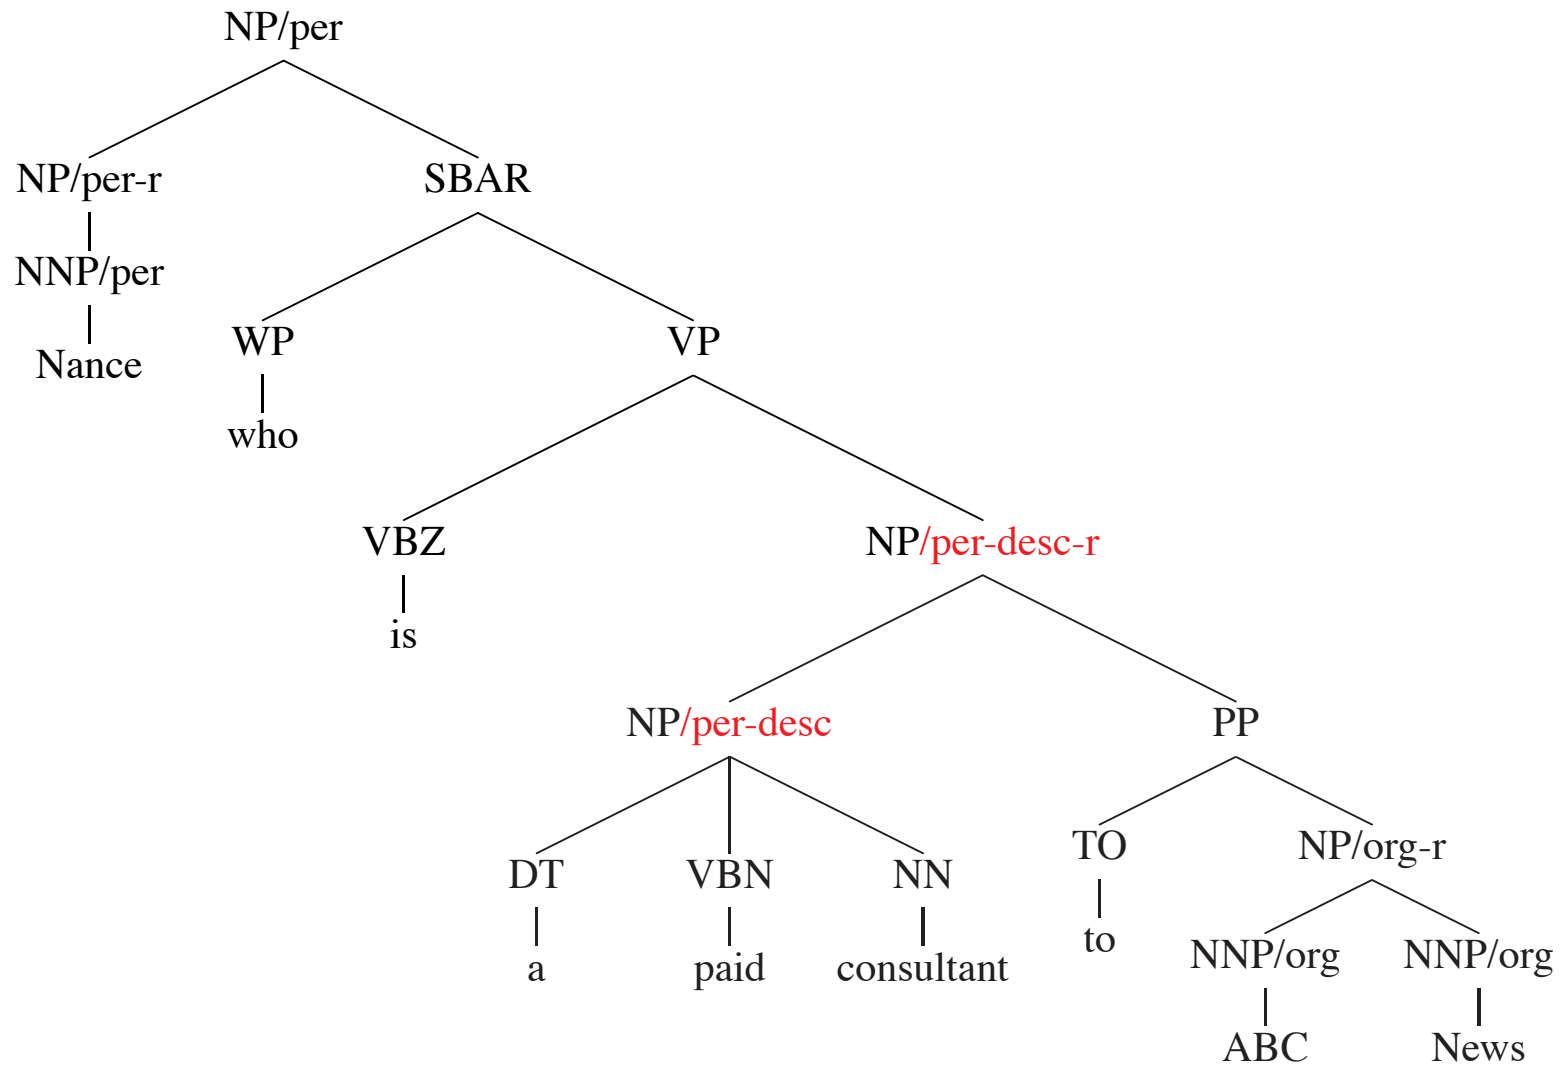 NP/per
NP/per-r SBAR
NNP/per
WP VP
Nance
who
VBZ NP/per-desc-r
is
NP/per-desc PP
TO NP/org-r
DT VBN NN
to
NNP/org NNP/org
a paid consultant
ABC News